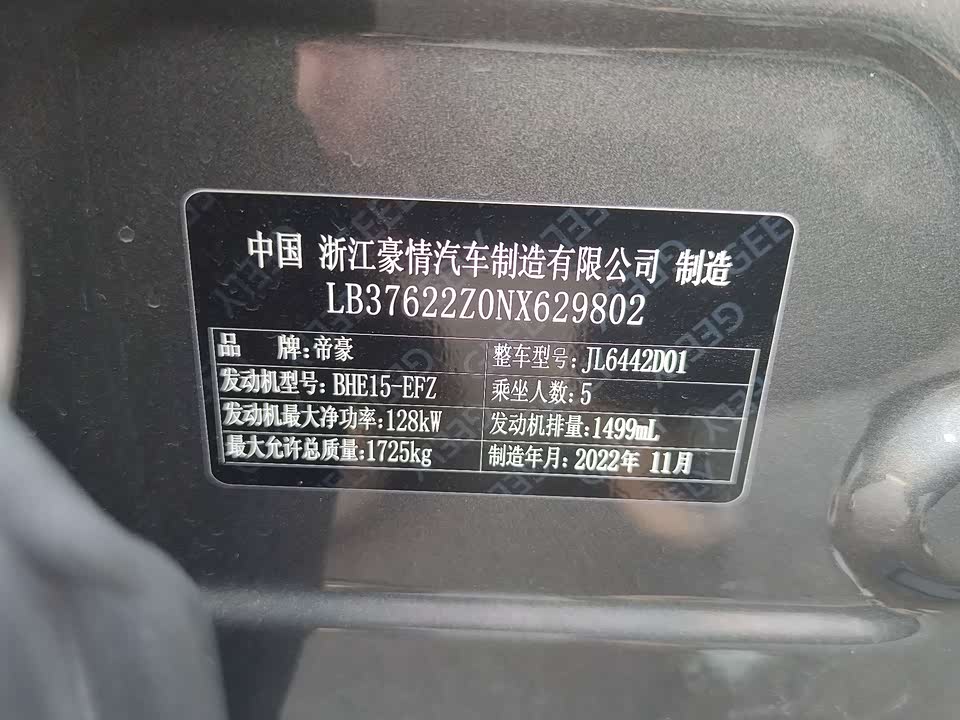 中国 浙江豪情汽车制造有限公司 制造
LB37622Z0NX629802
品 牌:帝豪 整车型号:JL6442D01
发动机型号:BHE15-EFZ 乘坐人数:5
发动机最大净功率:128kW 发动机排量:1499mL
最大允许总质量:1725kg 制造年月:2022年 11月